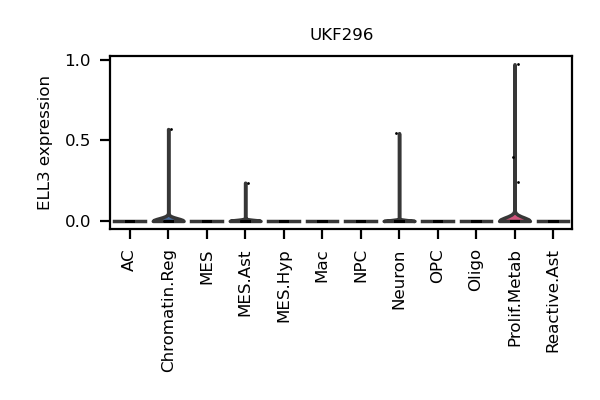 UKF296
ELL3 expression
1.0
0.5
0.0
AC
Chromatin.Reg
MES
MES.Ast
MES.Hyp
Mac
NPC
Neuron
OPC
Oligo
Prolif.Metab
Reactive.Ast